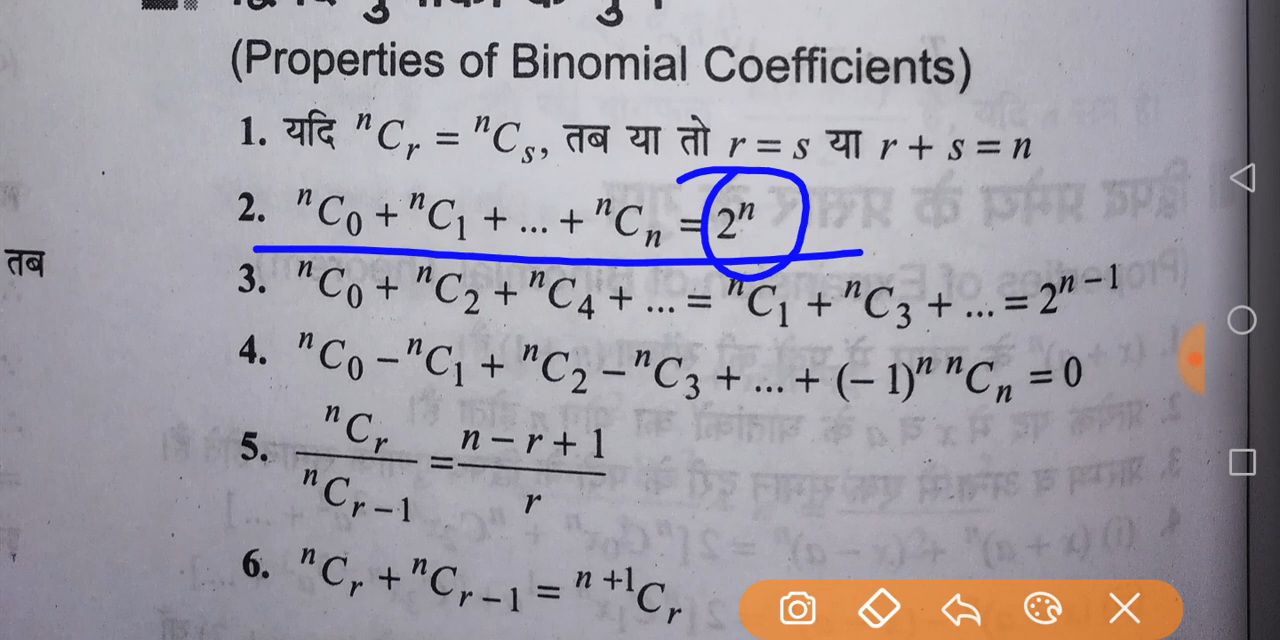 (Properties of Binomial Coefficients)
1. यदि ⁿCᵣ = ⁿCₛ, तब या तो r = s या r + s = n
2. ⁿC₀ + ⁿC₁ + ... + ⁿCₙ = 2ⁿ
तब
3. ⁿC₀ + ⁿC₂ + ⁿC₄ + ... = ⁿC₁ + ⁿC₃ + ... = 2ⁿ⁻¹
4. ⁿC₀ – ⁿC₁ + ⁿC₂ – ⁿC₃ + ... + (– 1)ⁿ ⁿCₙ = 0
5. ⁿCᵣ / ⁿCᵣ₋₁ = n – r + 1 / r
6. ⁿCᵣ + ⁿCᵣ₋₁ = ⁿ⁺¹Cᵣ